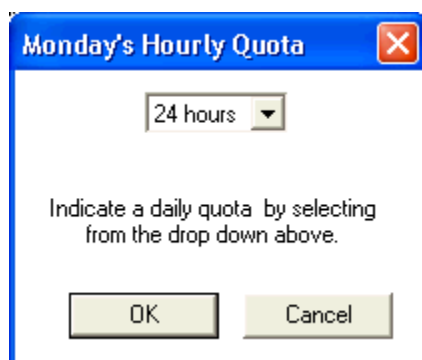 Monday's Hourly Quota
24 hours
Indicate a daily quota  by selecting
from the drop down above.
OK
Cancel